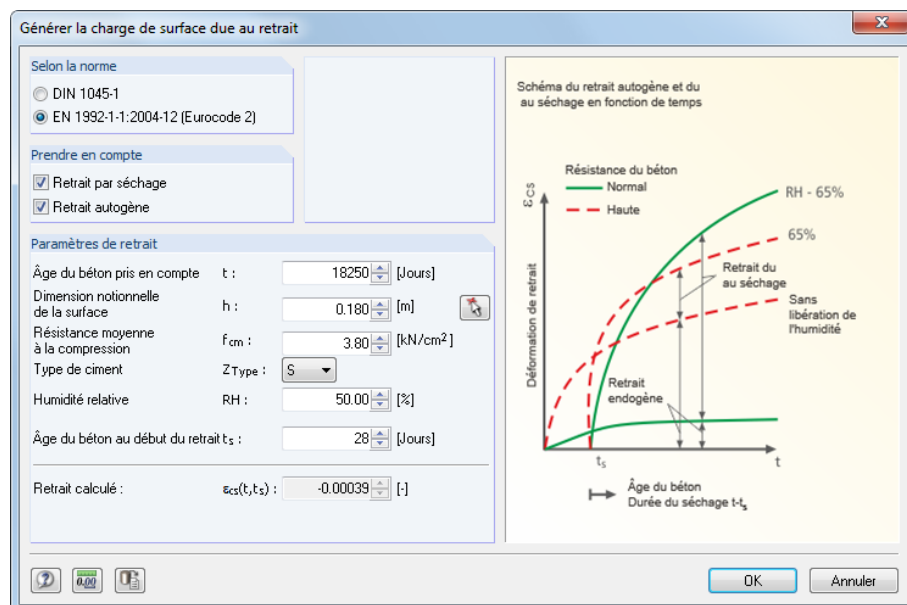 Générer la charge de surface due au retrait
Selon la norme
DIN 1045-1
EN 1992-1-1:2004-12 (Eurocode 2)
Prendre en compte
Retrait par séchage
Retrait autogène
Paramètres de retrait
Âge du béton pris en compte t : 18250 [Jours]
Dimension notionnelle
de la surface h : 0.180 [m]
Résistance moyenne
à la compression fcm : 3.80 [kN/cm²]
Type de ciment ZType : S
Humidité relative RH : 50.00 [%]
Âge du béton au début du retrait ts : 28 [Jours]
Retrait calculé : εcs(t,ts) : -0.00039 [-]
Schéma du retrait autogène et du
au séchage en fonction de temps
Résistance du béton
Normal
Haute
εcs
Déformation de retrait
RH - 65%
65%
Retrait du
au séchage
Sans
libération de
l'humidité
Retrait
endogène
ts
t
Âge du béton
Durée du séchage t-ts
0.00
OK
Annuler